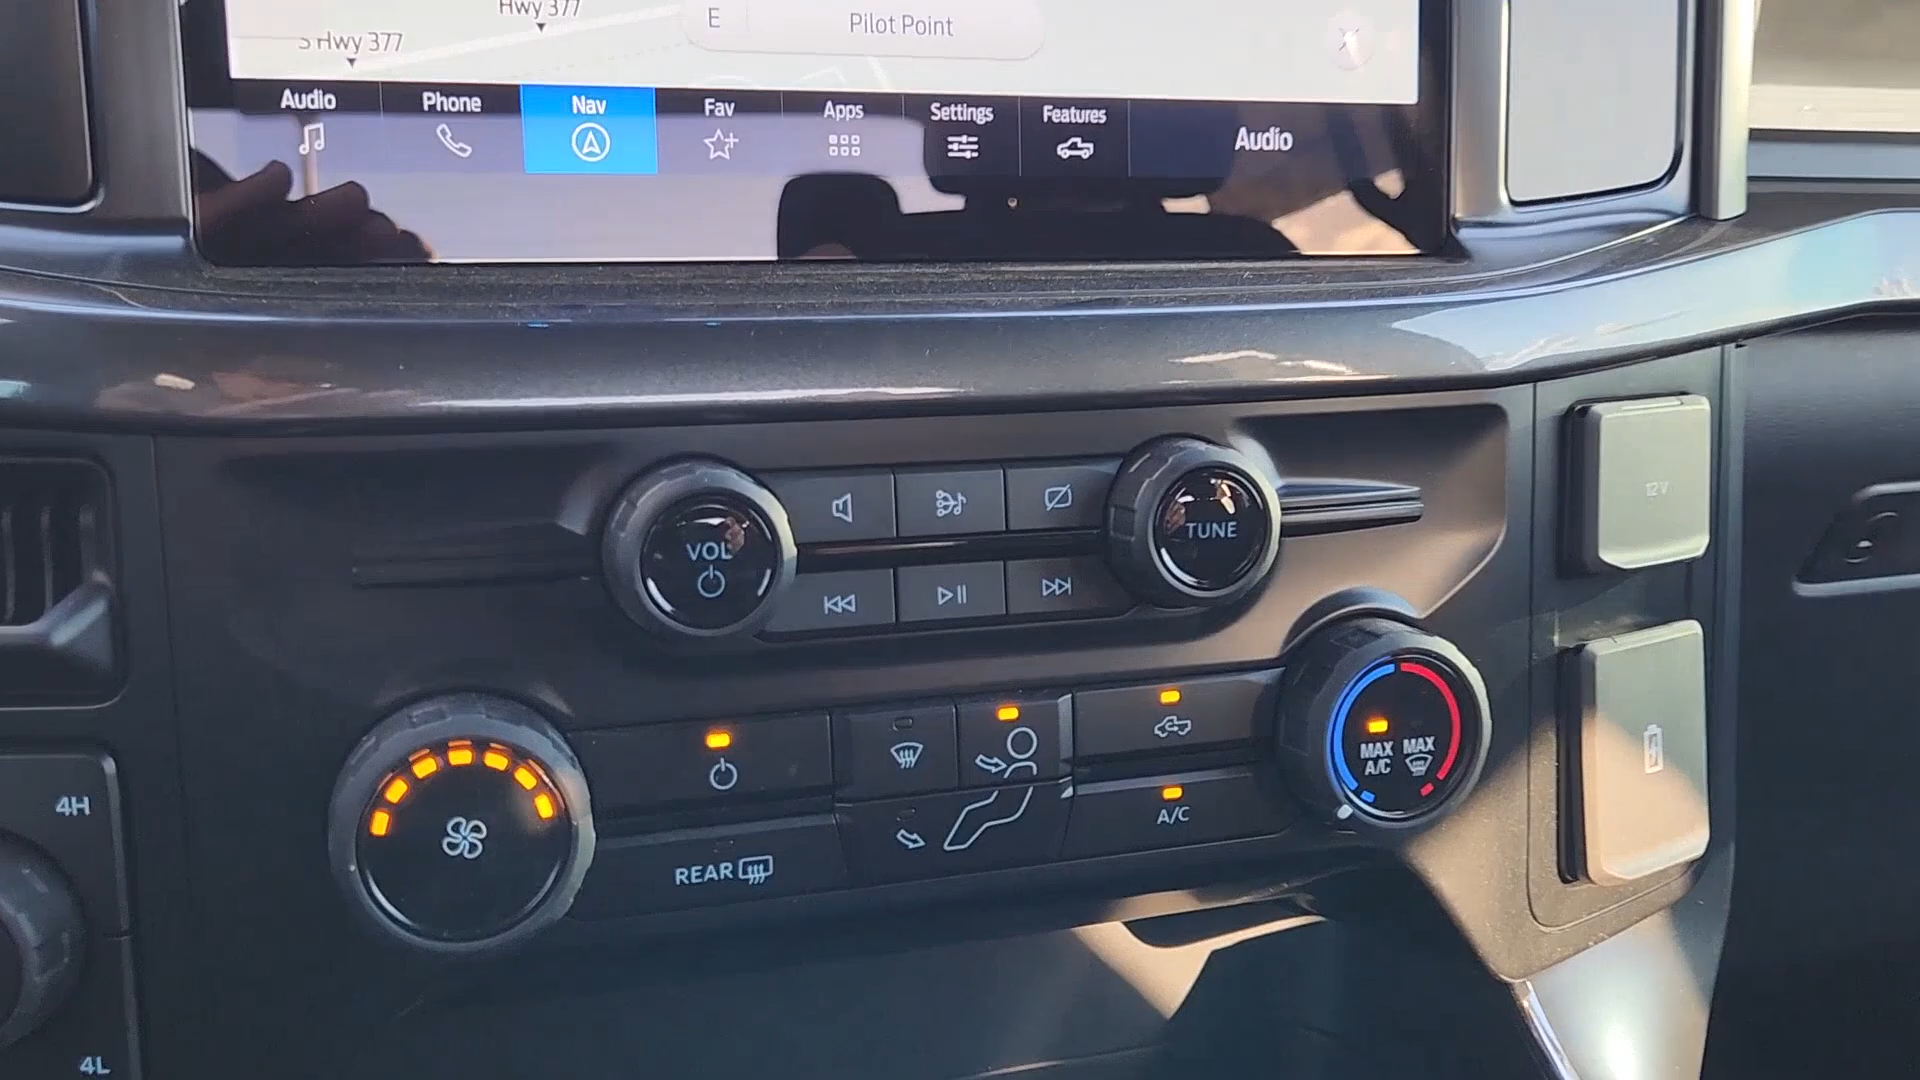 Hwy 377
S Hwy 377
E
Pilot Point
Audio
Phone
Nav
Fav
Apps
Settings
Features
Audio
VOL
TUNE
12V
MAX A/C
MAX
A/C
REAR
4H
4L